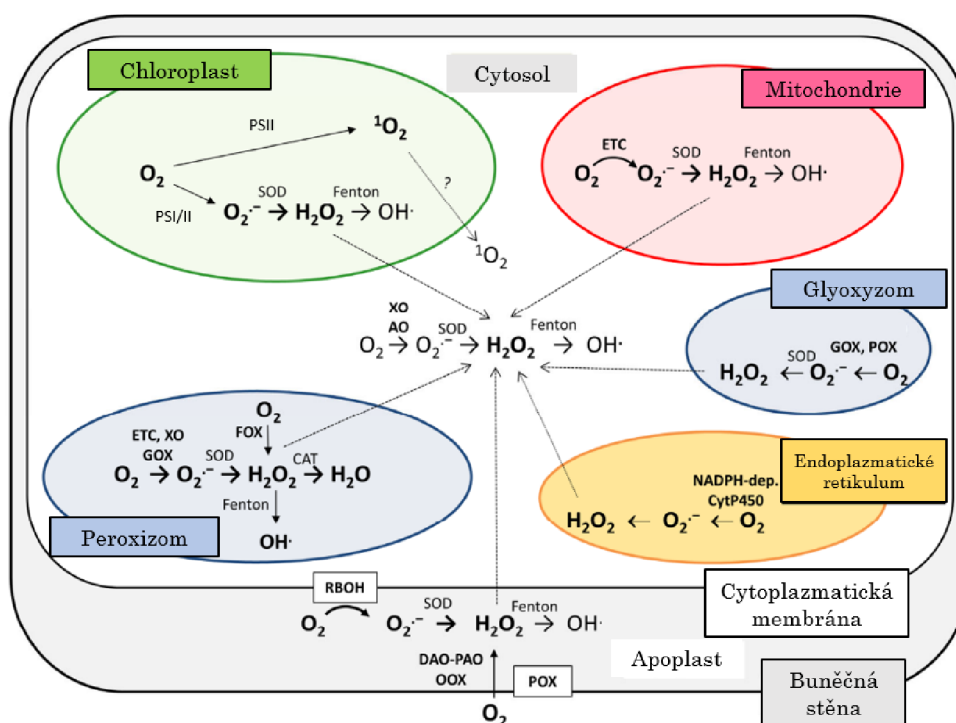 Chloroplast
Cytosol
Mitochondrie
PSII
¹O₂
O₂
PSI/II
O₂·⁻ → H₂O₂ → OH·
SOD
Fenton
?
¹O₂
ETC
SOD
Fenton
O₂ O₂·⁻ → H₂O₂ → OH·
XO
AO
SOD
Fenton
O₂ → O₂·⁻ → H₂O₂ → OH·
Glyoxyzom
GOX, POX
SOD
H₂O₂ ← O₂·⁻ ← O₂
O₂
FOX
ETC, XO
GOX
SOD
CAT
O₂ → O₂·⁻ → H₂O₂ → H₂O
Fenton
OH·
Peroxizom
Endoplazmatické
retikulum
NADPH-dep.
CytP450
H₂O₂ ← O₂·⁻ ← O₂
RBOH
SOD
Fenton
O₂ O₂·⁻ → H₂O₂ → OH·
Cytoplazmatická
membrána
Apoplast
DAO-PAO
OOX
POX
O₂
Buněčná
stěna